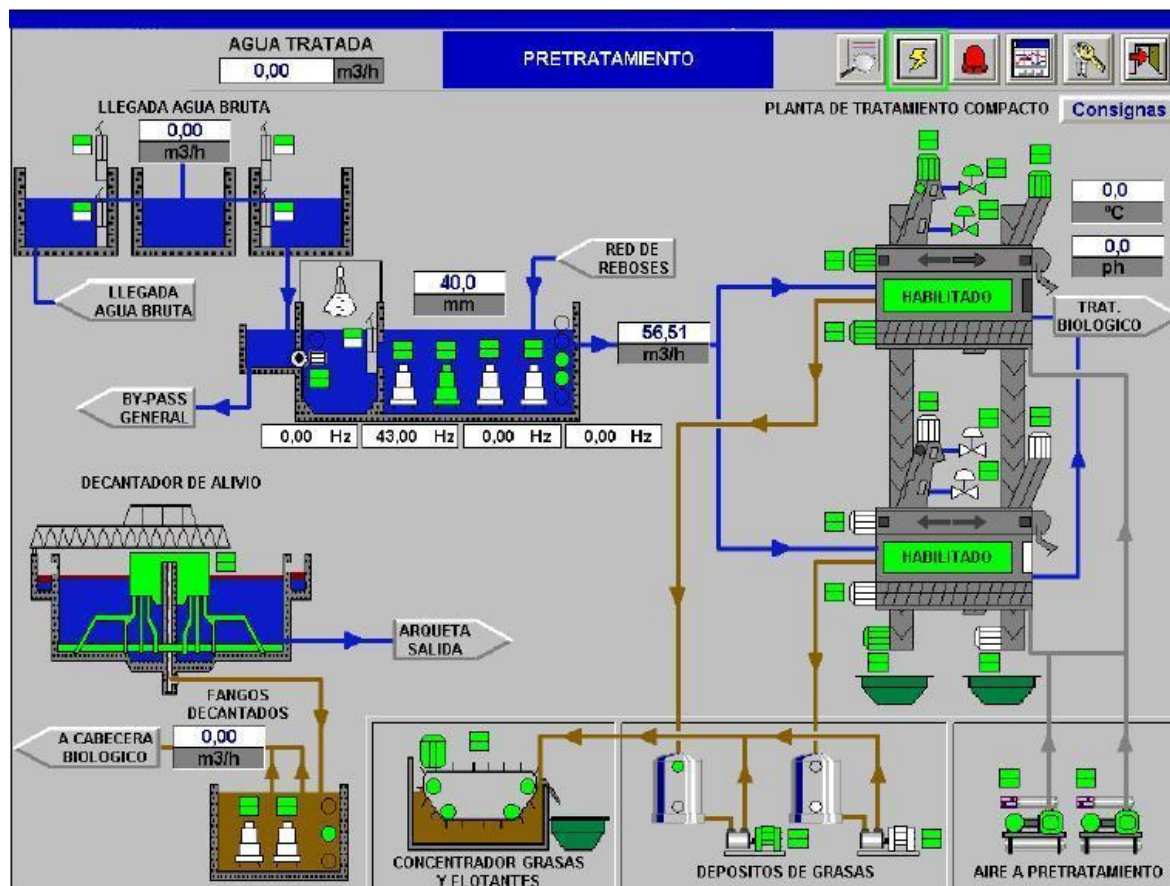 AGUA TRATADA
0,00 m3/h
PRETRATAMIENTO
LLEGADA AGUA BRUTA
0,00
m3/h
PLANTA DE TRATAMIENTO COMPACTO
Consignas
0,0
ºC
0,0
ph
LLEGADA
AGUA BRUTA
40,0
mm
RED DE
REBOSES
56,51
m3/h
HABILITADO
TRAT.
BIOLOGICO
BY-PASS
GENERAL
0,00 Hz
43,00 Hz
0,00 Hz
0,00 Hz
DECANTADOR DE ALIVIO
HABILITADO
ARQUETA
SALIDA
FANGOS
DECANTADOS
A CABECERA
BIOLOGICO
0,00
m3/h
CONCENTRADOR GRASAS
Y FLOTANTES
DEPOSITOS DE GRASAS
AIRE A PRETRATAMIENTO